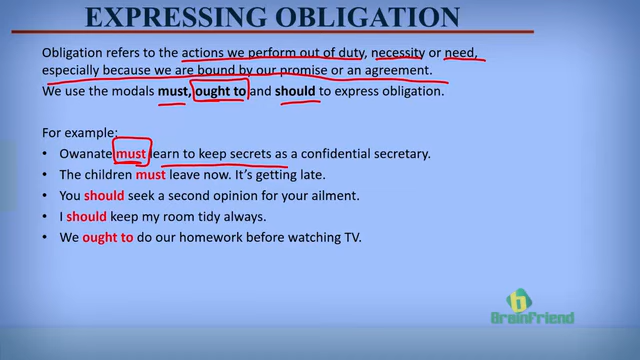 EXPRESSING OBLIGATION
Obligation refers to the actions we perform out of duty, necessity or need,
especially because we are bound by our promise or an agreement.
We use the modals must, ought to and should to express obligation.
For example:
• Owanate must learn to keep secrets as a confidential secretary.
• The children must leave now. It's getting late.
• You should seek a second opinion for your ailment.
• I should keep my room tidy always.
• We ought to do our homework before watching TV.
b
BrainFriend